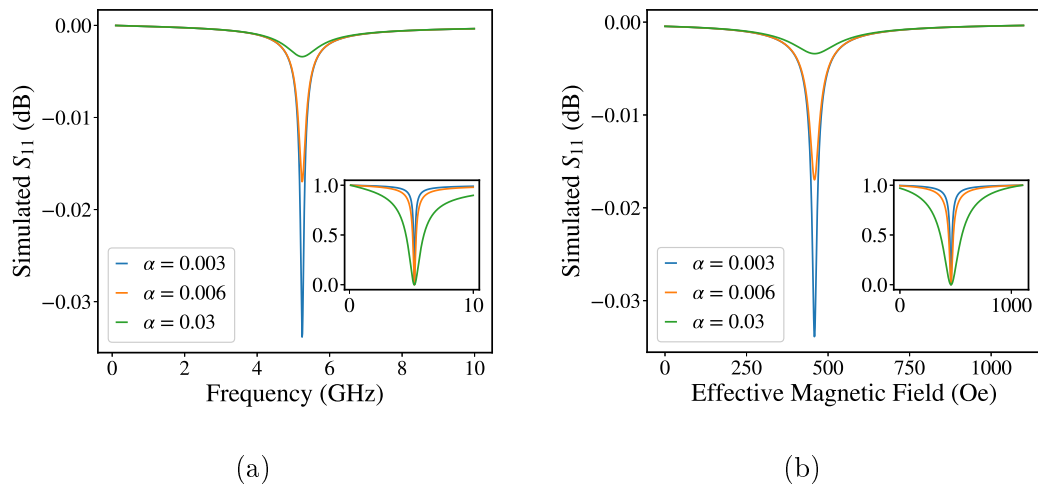 0.00
−0.01
−0.02
−0.03
Simulated S₁₁ (dB)
0 2 4 6 8 10
Frequency (GHz)
α = 0.003
α = 0.006
α = 0.03
1.0
0.5
0.0
0 10
(a)
0.00
−0.01
−0.02
−0.03
Simulated S₁₁ (dB)
0 250 500 750 1000
Effective Magnetic Field (Oe)
α = 0.003
α = 0.006
α = 0.03
1.0
0.5
0.0
0 1000
(b)